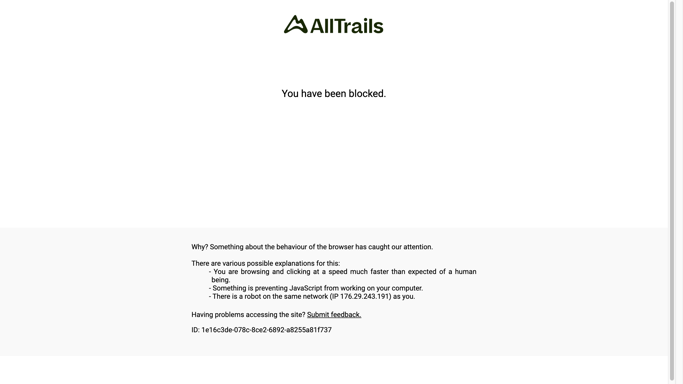 AllTrails
You have been blocked.
Why? Something about the behaviour of the browser has caught our attention.
There are various possible explanations for this:
- You are browsing and clicking at a speed much faster than expected of a human
being.
- Something is preventing JavaScript from working on your computer.
- There is a robot on the same network (IP 176.29.243.191) as you.
Having problems accessing the site? Submit feedback.
ID: 1e16c3de-078c-8ce2-6892-a8255a81f737